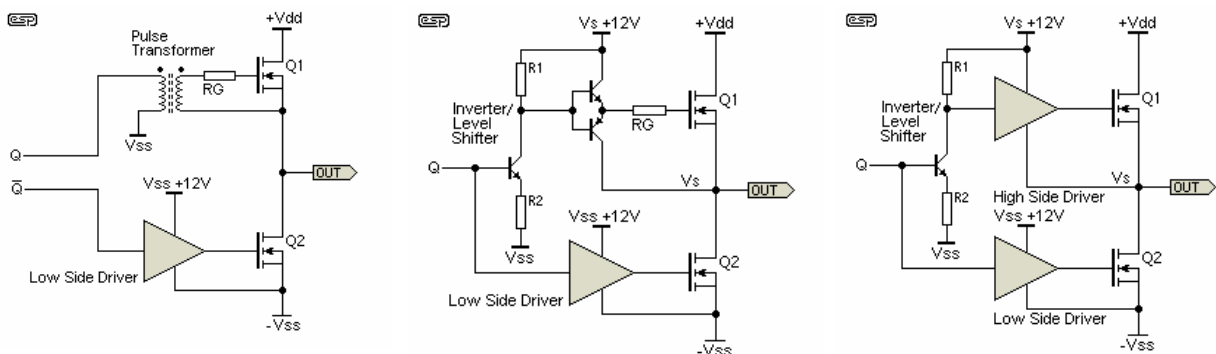 esp
+Vdd
Pulse
Transformer
Q1
RG
Vss
Q
OUT
Q̅
Vss +12V
Q2
Low Side Driver
-Vss
esp
Vs +12V
+Vdd
R1
Q1
Inverter/
Level
Shifter
RG
Q
Vs
OUT
R2
Vss +12V
Vss
Q2
Low Side Driver
-Vss
esp
Vs +12V
+Vdd
R1
Q1
Inverter/
Level
Shifter
Q
Vs
OUT
High Side Driver
R2
Vss +12V
Vss
Q2
Low Side Driver
-Vss